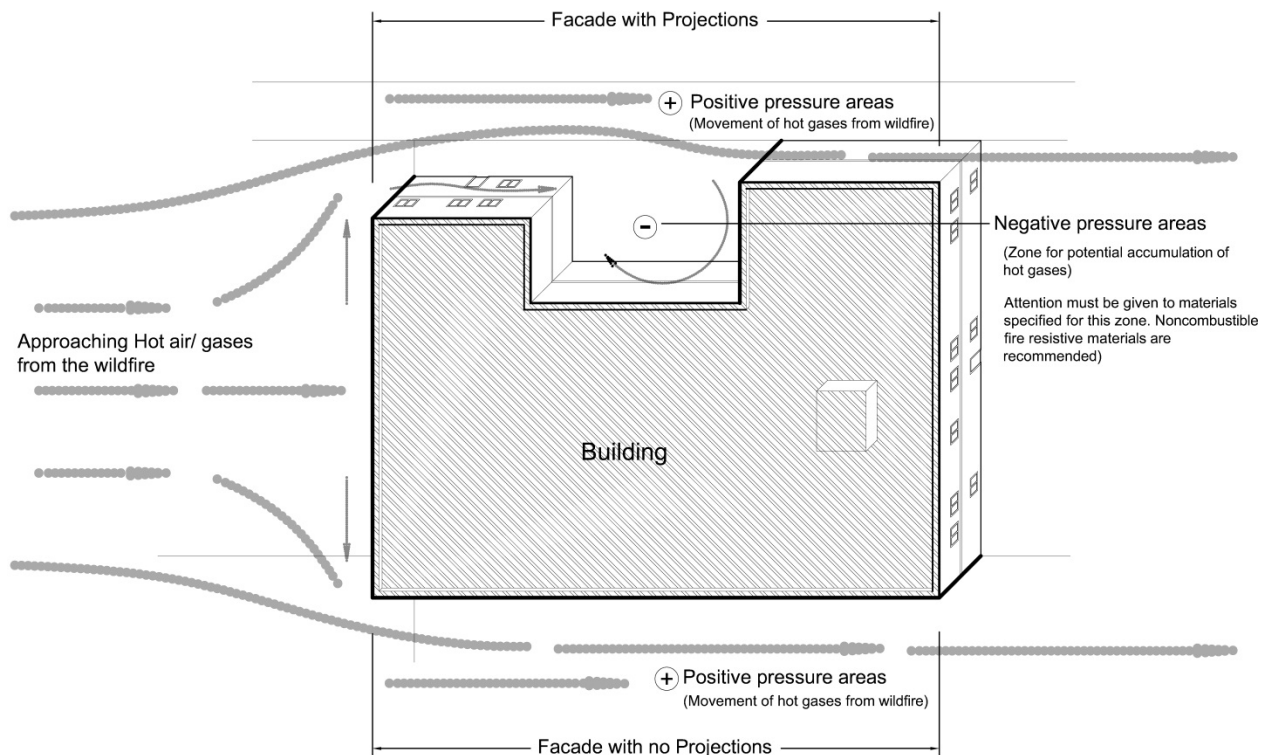 Facade with Projections
+ Positive pressure areas
(Movement of hot gases from wildfire)
- Negative pressure areas
(Zone for potential accumulation of
hot gases)
Attention must be given to materials
specified for this zone. Noncombustible
fire resistive materials are
recommended)
Approaching Hot air/ gases
from the wildfire
Building
+ Positive pressure areas
(Movement of hot gases from wildfire)
Facade with no Projections